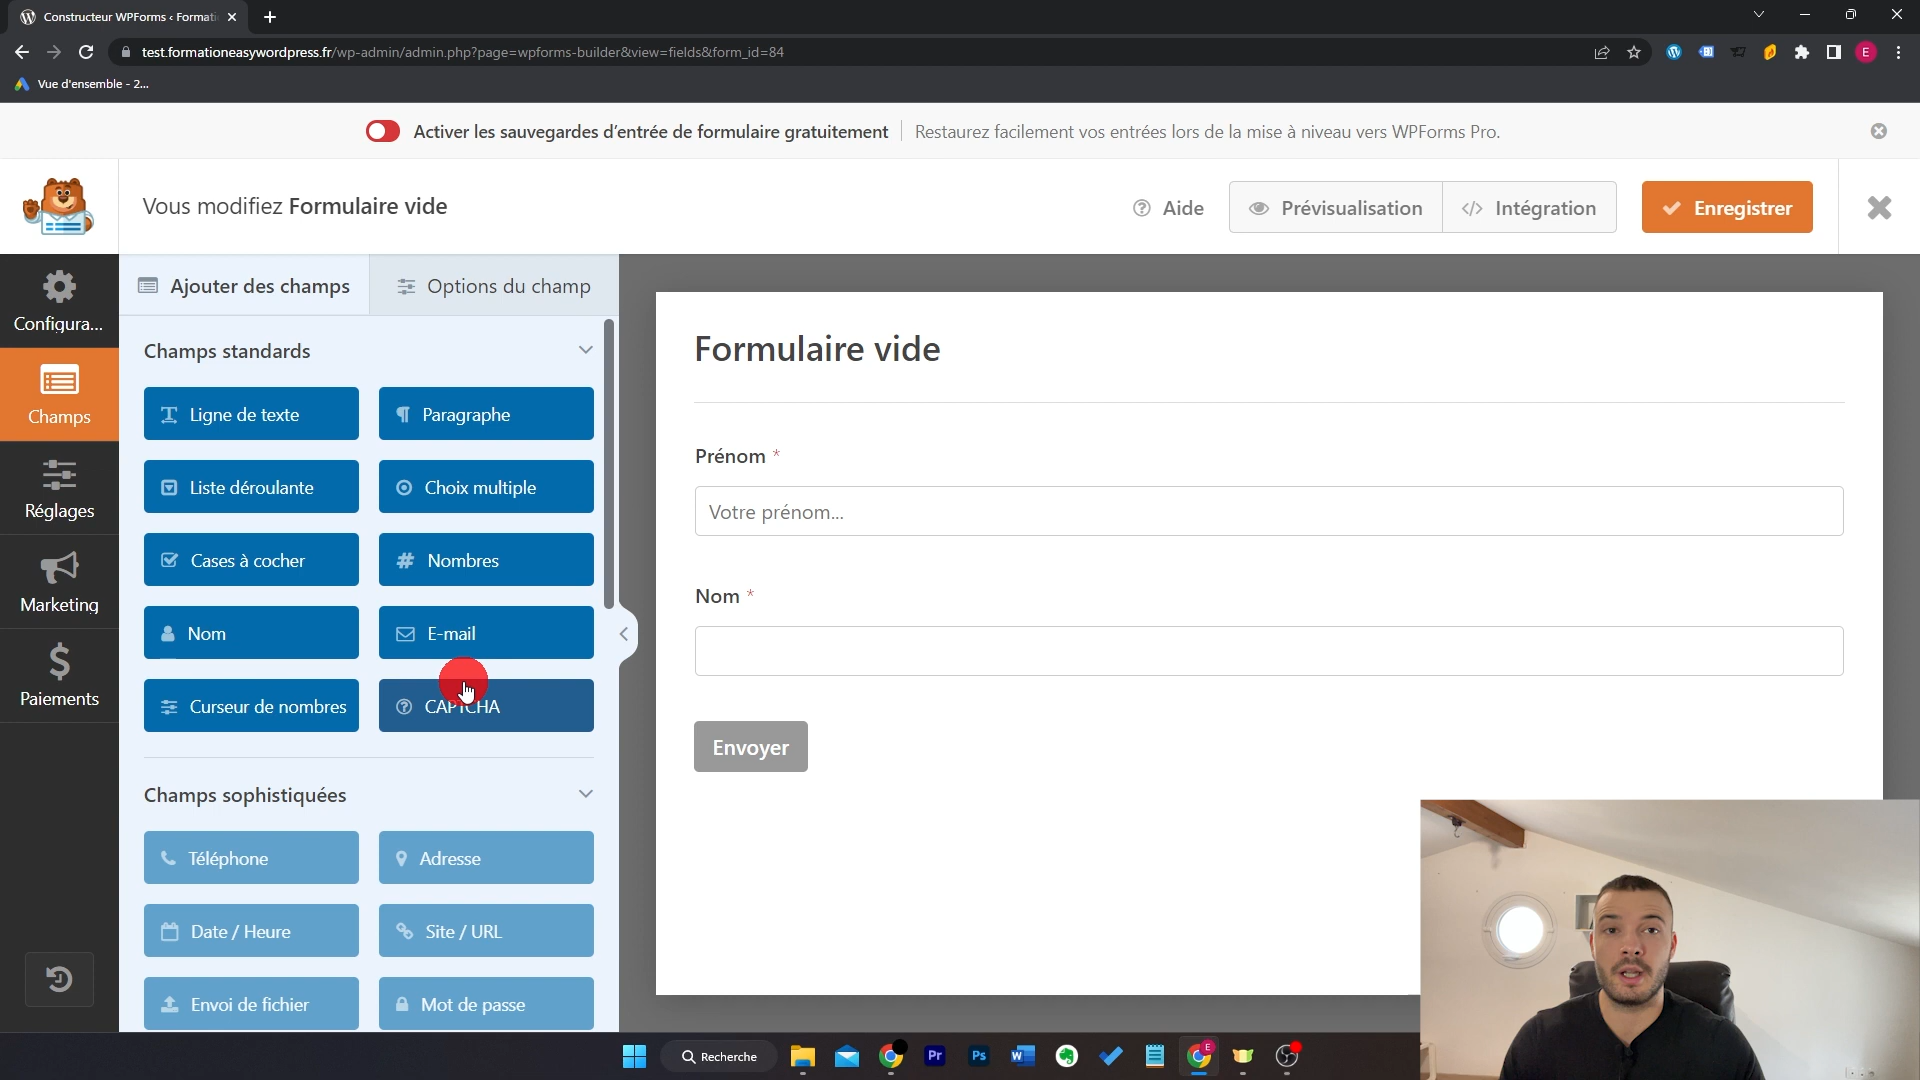 Constructeur WPForms ‹ Formati
test.formationeasywordpress.fr/wp-admin/admin.php?page=wpforms-builder&view=fields&form_id=84
E
Vue d'ensemble - 2...
Activer les sauvegardes d'entrée de formulaire gratuitement
Restaurez facilement vos entrées lors de la mise à niveau vers WPForms Pro.
Vous modifiez Formulaire vide
Aide
Prévisualisation
Intégration
Enregistrer
Configura...
Champs
Réglages
Marketing
Paiements
Ajouter des champs
Options du champ
Champs standards
Ligne de texte
Paragraphe
Liste déroulante
Choix multiple
Cases à cocher
Nombres
Nom
E-mail
Curseur de nombres
CAPTCHA
Champs sophistiquées
Téléphone
Adresse
Date / Heure
Site / URL
Envoi de fichier
Mot de passe
Formulaire vide
Prénom *
Votre prénom...
Nom *
Envoyer
Recherche
Pr
Ps
W
E